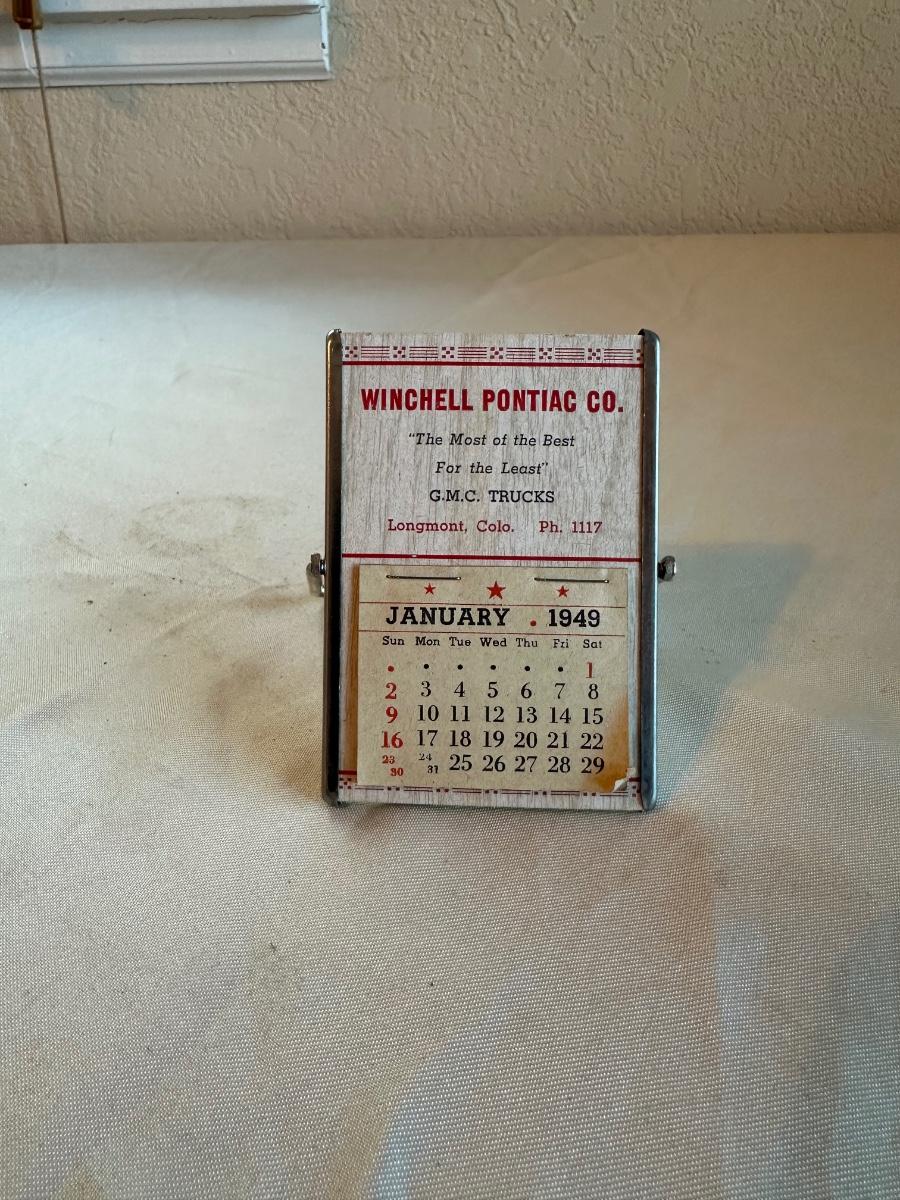 WINCHELL PONTIAC CO.
"The Most of the Best
For the Least"
G.M.C. TRUCKS
Longmont, Colo. Ph. 1117
JANUARY . 1949
Sun Mon Tue Wed Thu Fri Sat
• • • • • • 1
2 3 4 5 6 7 8
9 10 11 12 13 14 15
16 17 18 19 20 21 22
23 24 25 26 27 28 29
30 31